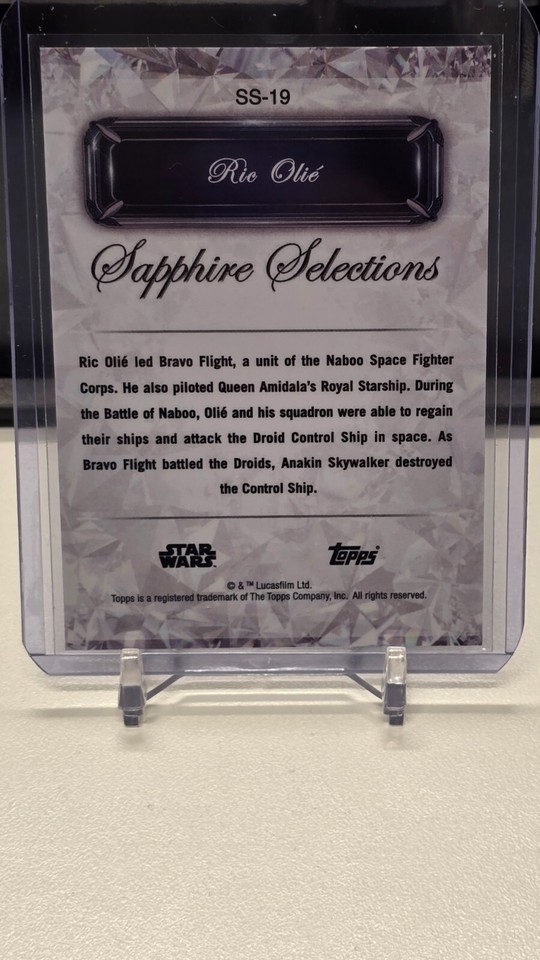 SS-19
Ric Olié
Sapphire Selections
Ric Olié led Bravo Flight, a unit of the Naboo Space Fighter
Corps. He also piloted Queen Amidala's Royal Starship. During
the Battle of Naboo, Olié and his squadron were able to regain
their ships and attack the Droid Control Ship in space. As
Bravo Flight battled the Droids, Anakin Skywalker destroyed
the Control Ship.
STAR WARS topps®
© & ™ Lucasfilm Ltd.
Topps is a registered trademark of The Topps Company, Inc. All rights reserved.